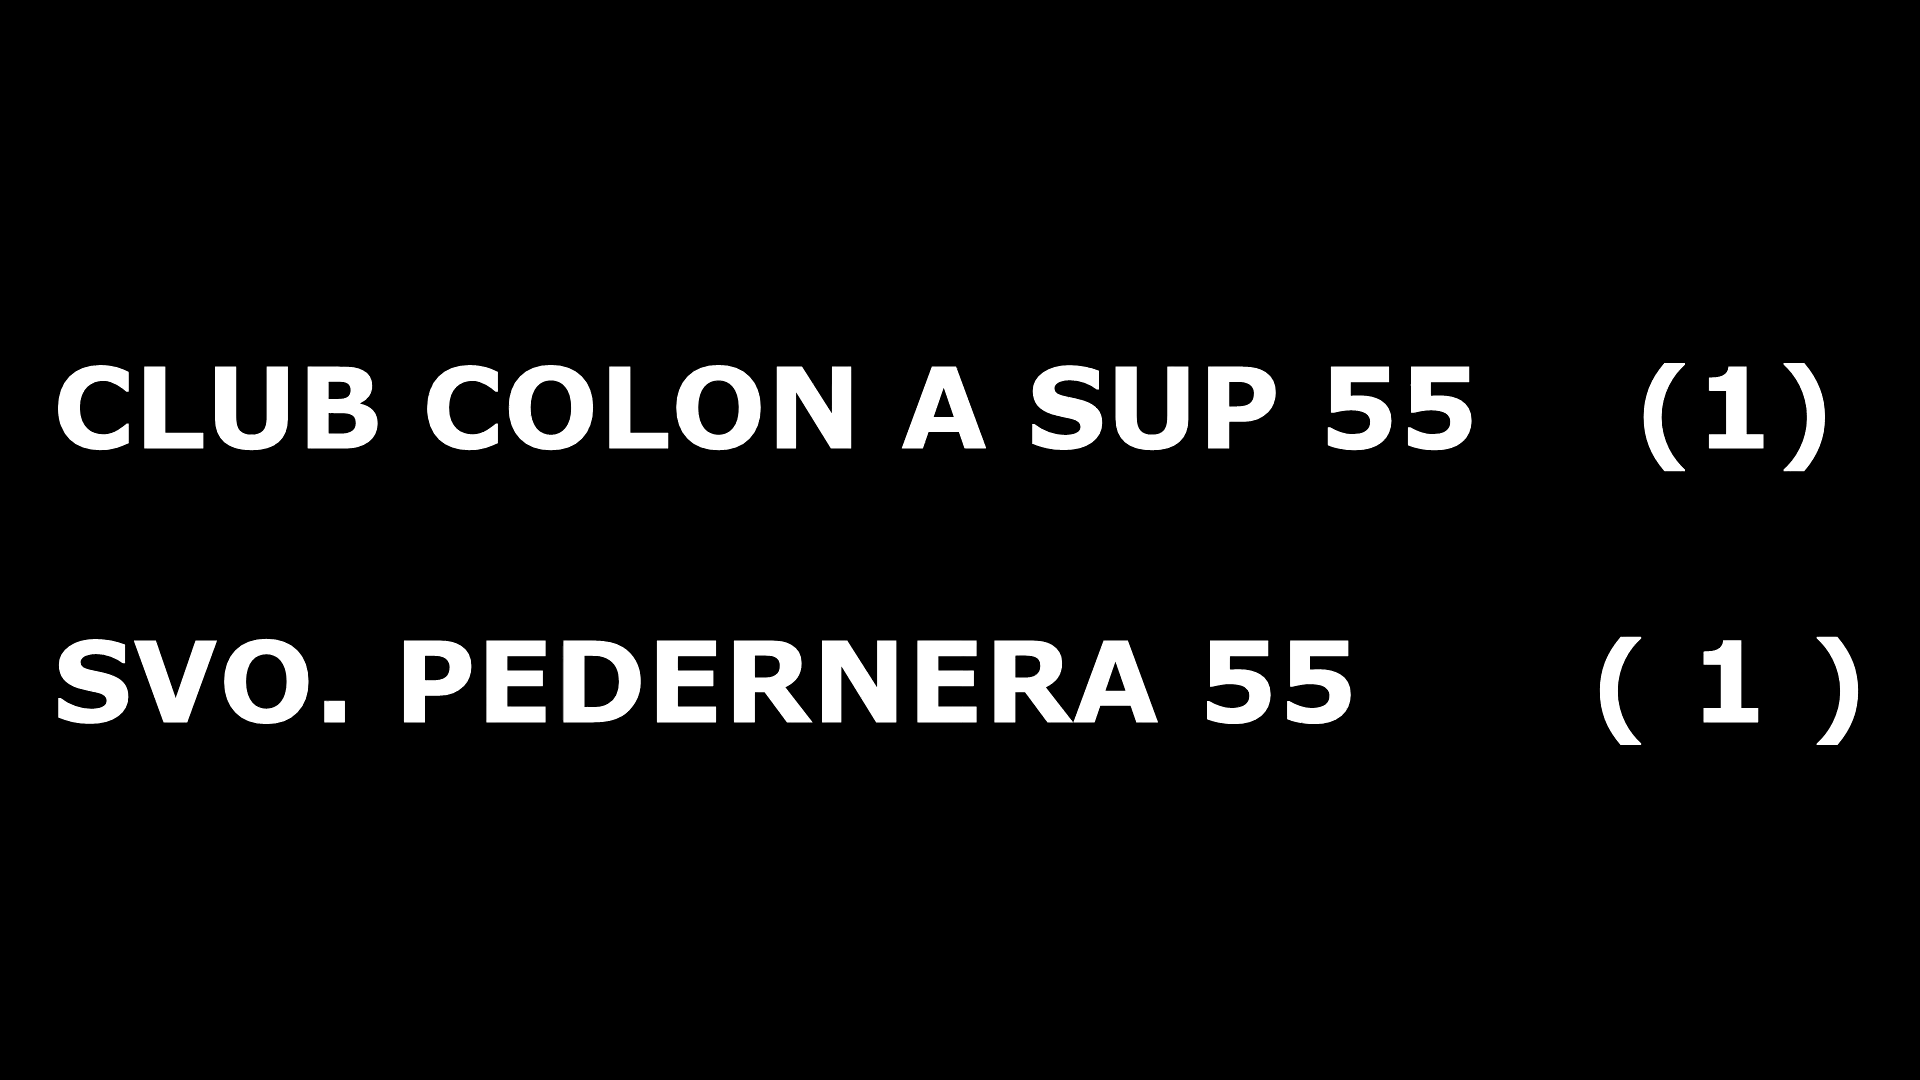 CLUB COLON A SUP 55 (1)
SVO. PEDERNERA 55 ( 1 )